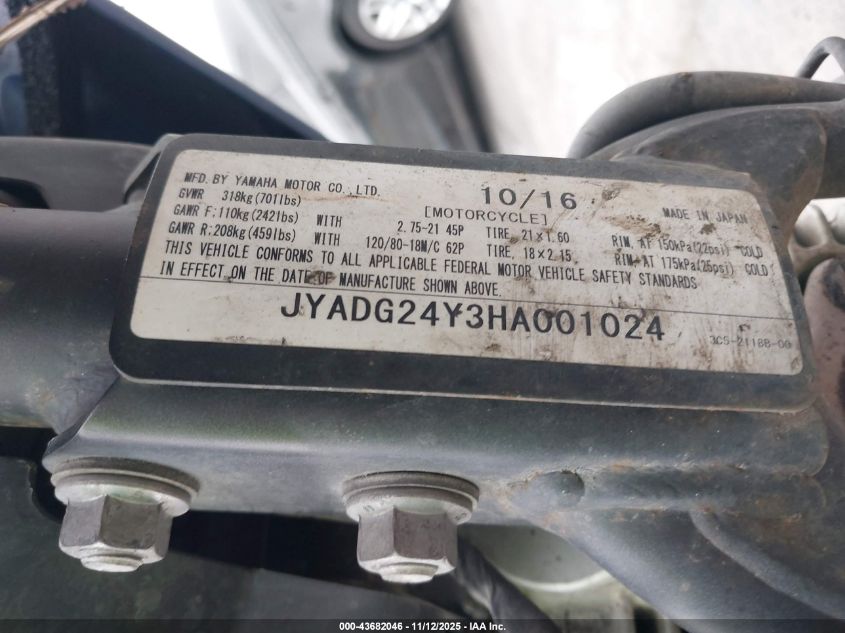 MFD. BY YAMAHA MOTOR CO., LTD. 10/16
GVWR 318kg(701lbs) [MOTORCYCLE] MADE IN JAPAN
GAWR F:110kg(242lbs) WITH 2.75-21 45P TIRE, 21×1.60 RIM, AT 150kPa(22psi) COLD
GAWR R:208kg(459lbs) WITH 120/80-18M/C 62P TIRE, 18×2.15 RIM, AT 175kPa(25psi) COLD
THIS VEHICLE CONFORMS TO ALL APPLICABLE FEDERAL MOTOR VEHICLE SAFETY STANDARDS
IN EFFECT ON THE DATE OF MANUFACTURE SHOWN ABOVE.
JYADG24Y3HA001024
3C5-2118B-00
000-43682046 - 11/12/2025 - IAA Inc.